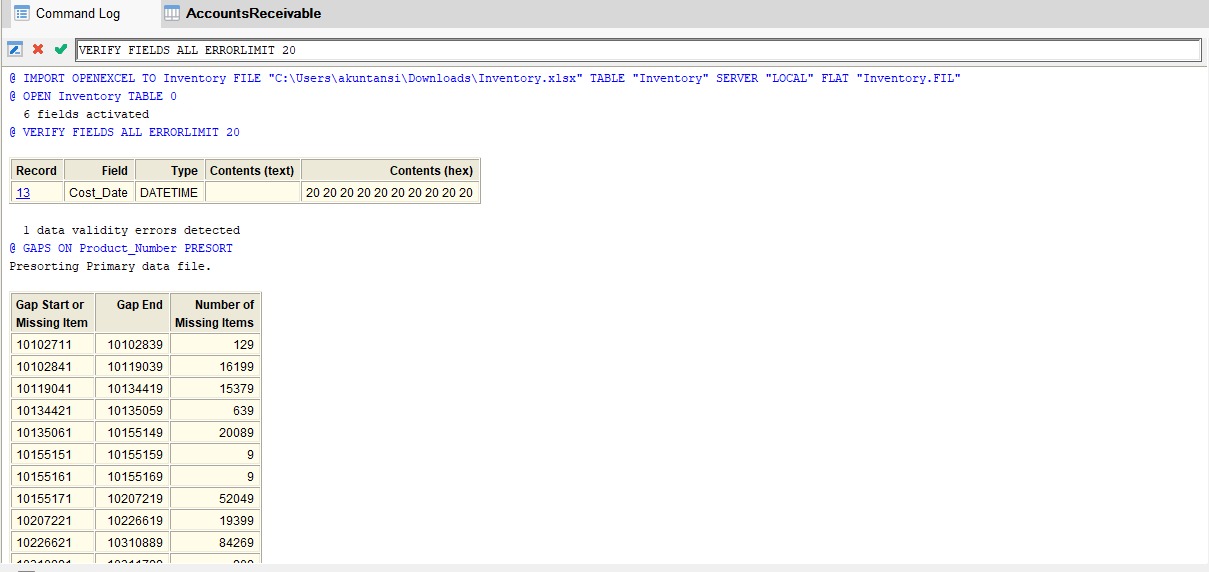 Command Log AccountsReceivable
VERIFY FIELDS ALL ERRORLIMIT 20
@ IMPORT OPENEXCEL TO Inventory FILE "C:\Users\akuntansi\Downloads\Inventory.xlsx" TABLE "Inventory" SERVER "LOCAL" FLAT "Inventory.FIL"
@ OPEN Inventory TABLE 0
6 fields activated
@ VERIFY FIELDS ALL ERRORLIMIT 20
Record Field Type Contents (text) Contents (hex)
13 Cost_Date DATETIME 20 20 20 20 20 20 20 20 20 20
1 data validity errors detected
@ GAPS ON Product_Number PRESORT
Presorting Primary data file.
Gap Start or Gap End Number of
Missing Item Missing Items
10102711 10102839 129
10102841 10119039 16199
10119041 10134419 15379
10134421 10135059 639
10135061 10155149 20089
10155151 10155159 9
10155161 10155169 9
10155171 10207219 52049
10207221 10226619 19399
10226621 10310889 84269